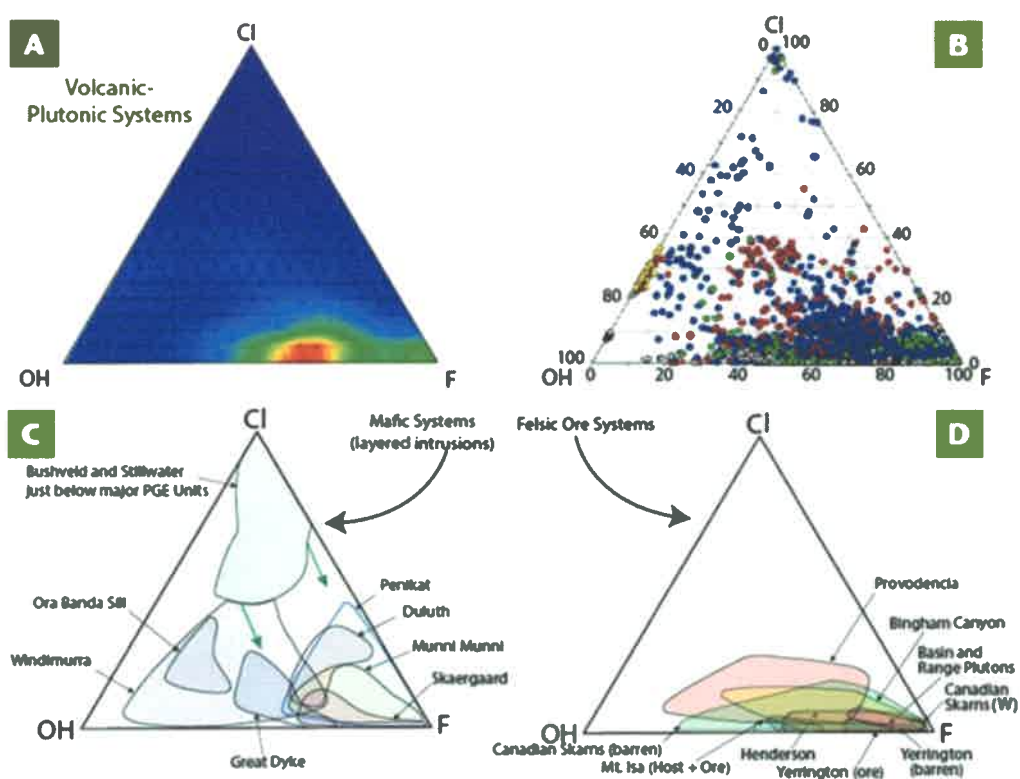 A
Cl
Volcanic-
Plutonic Systems
OH
F
B
Cl
0
100
20
80
40
60
60
40
80
20
100
0
OH
0
20
40
60
80
100
F
C
Cl
Mafic Systems
(layered intrusions)
Bushveld and Stillwater
just below major PGE Units
Ora Banda Sill
Windimurra
Penikat
Duluth
Munni Munni
Skaergaard
OH
F
Great Dyke
Felsic Ore Systems
D
Cl
Provodencia
Bingham Canyon
Basin and
Range Plutons
Canadian
Skarns (W)
OH
F
Canadian Skarns (barren)
Mt. Isa (Host + Ore)
Henderson
Yerrington (ore)
Yerrington
(barren)